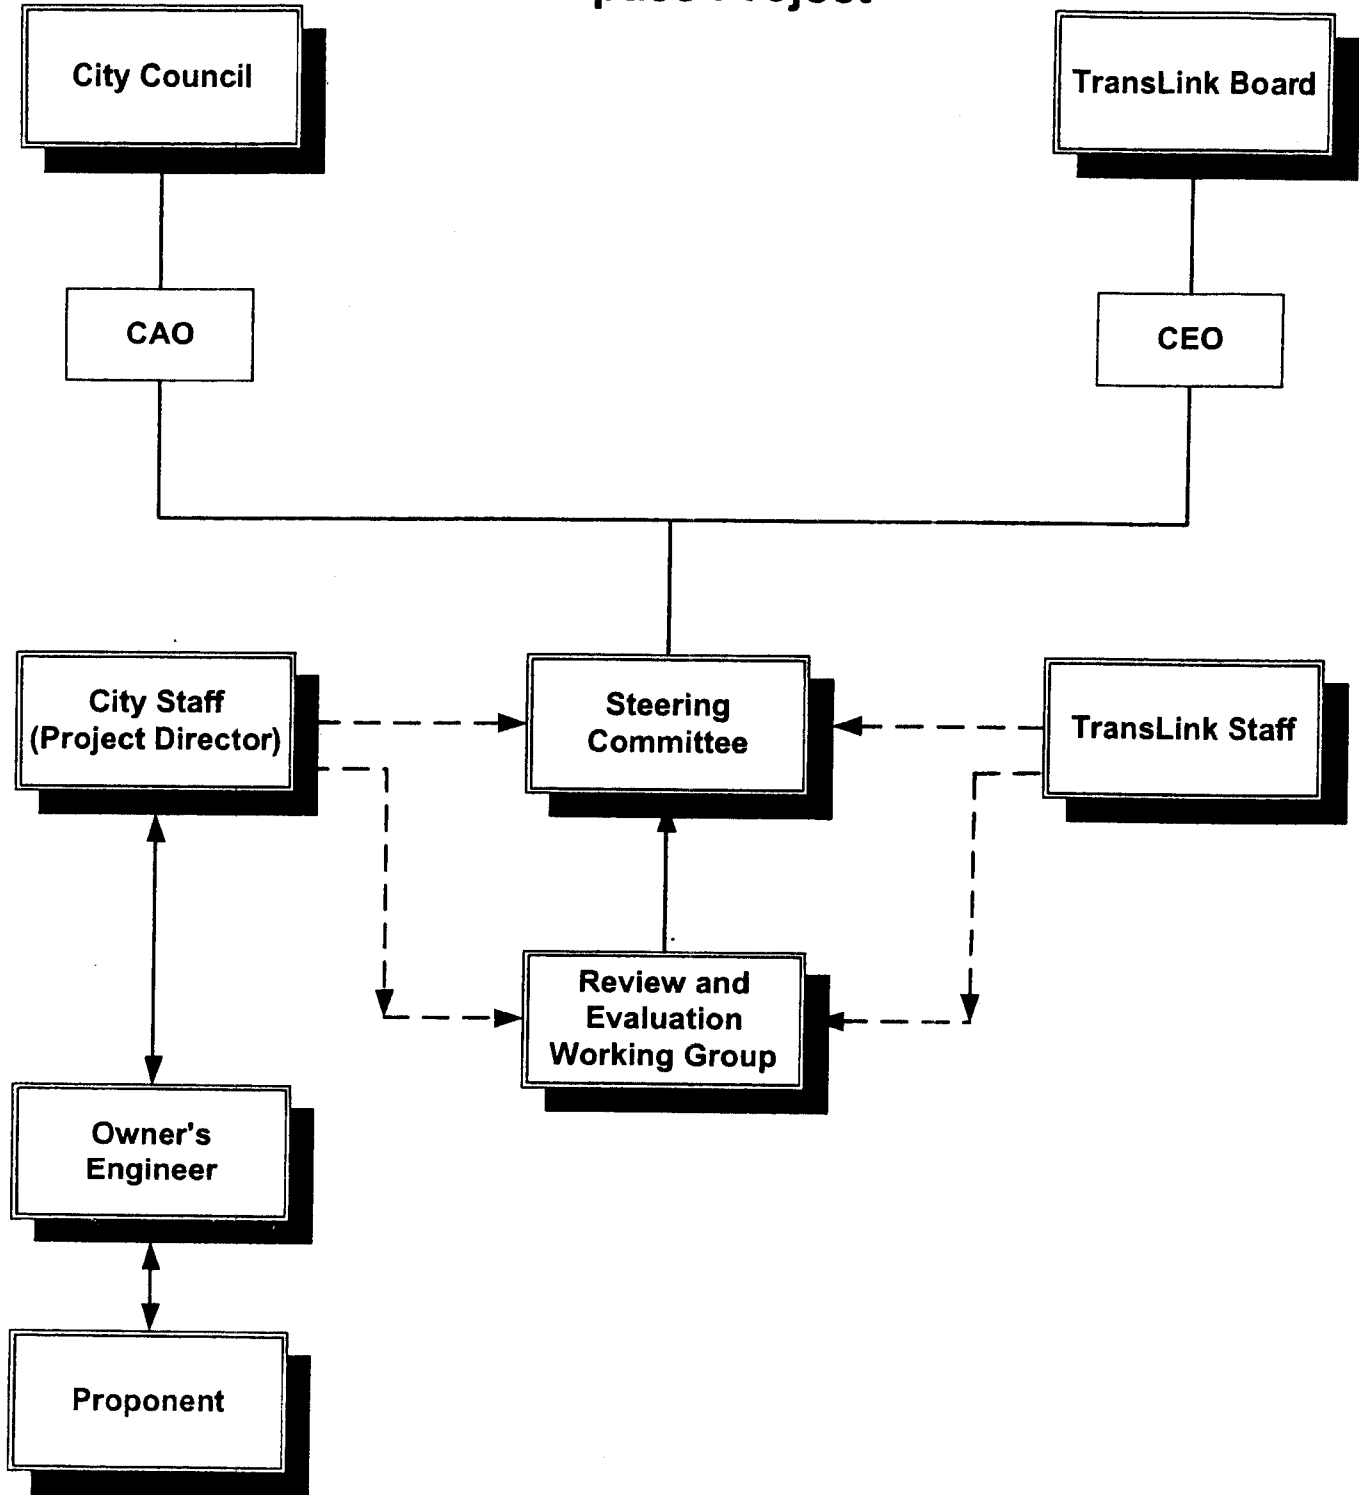 Project
City Council
TransLink Board
CAO
CEO
City Staff
(Project Director)
Steering
Committee
TransLink Staff
Review and
Evaluation
Working Group
Owner's
Engineer
Proponent